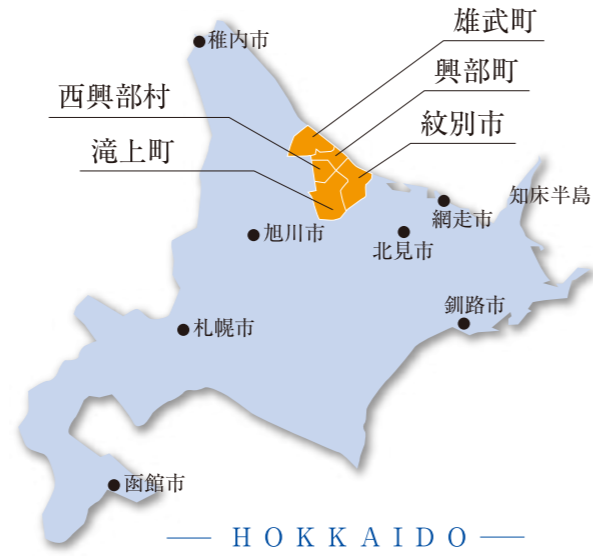 雄武町
稚内市
興部町
西興部村
紋別市
滝上町
知床半島
網走市
旭川市
北見市
釧路市
札幌市
函館市
HOKKAIDO